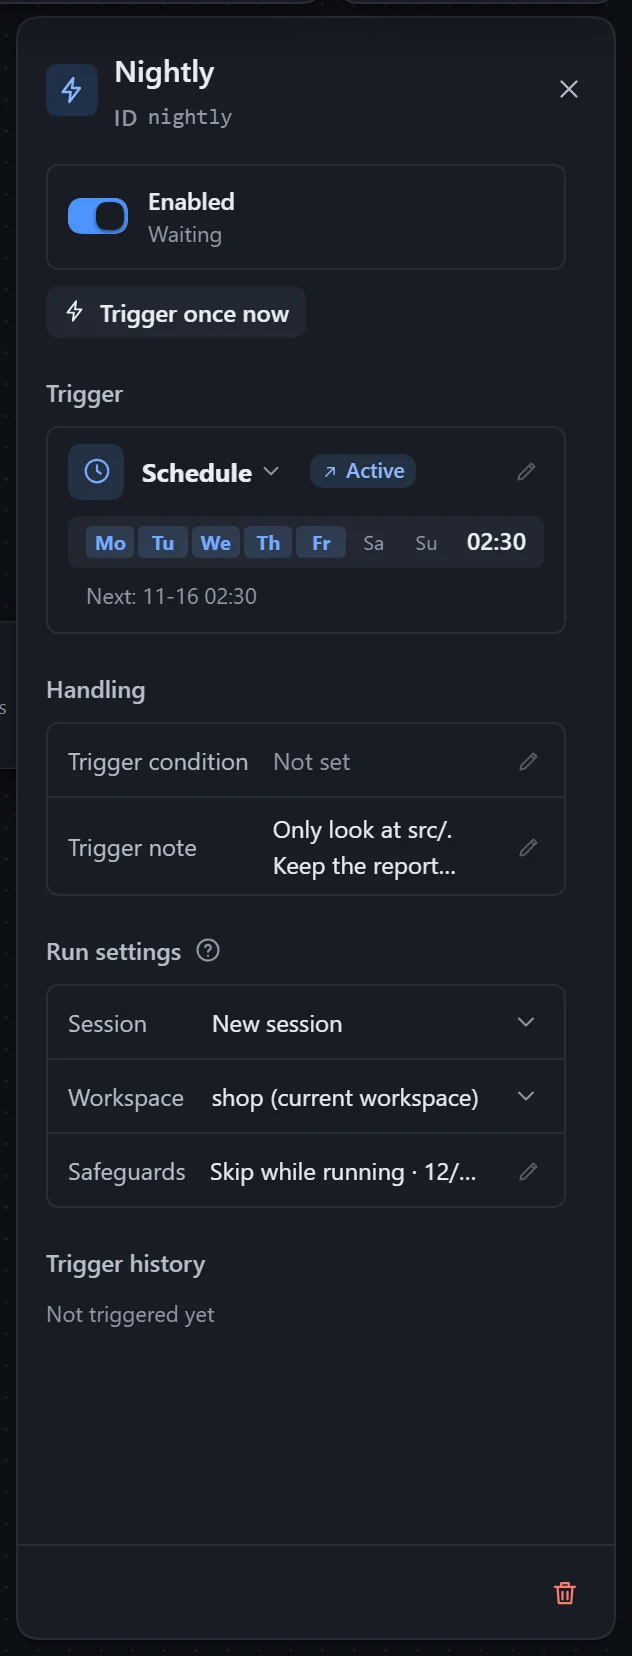 Nightly
ID nightly
Enabled
Waiting
Trigger once now
Trigger
Schedule Active
Mo Tu We Th Fr Sa Su 02:30
Next: 11-16 02:30
Handling
Trigger condition Not set
Trigger note Only look at src/.
Keep the report...
Run settings
Session New session
Workspace shop (current workspace)
Safeguards Skip while running · 12/...
Trigger history
Not triggered yet
s